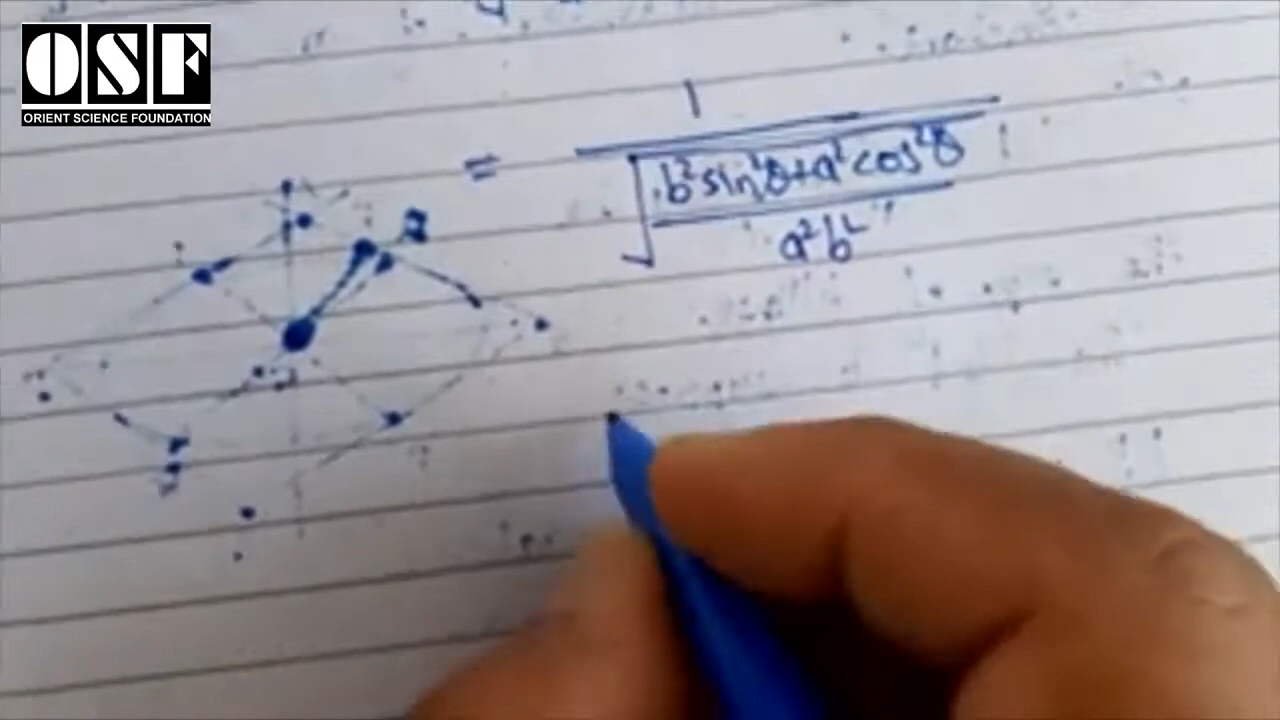 OSF
ORIENT SCIENCE FOUNDATION
= 1
√
b²sin²θ+a²cos²θ
a²b²